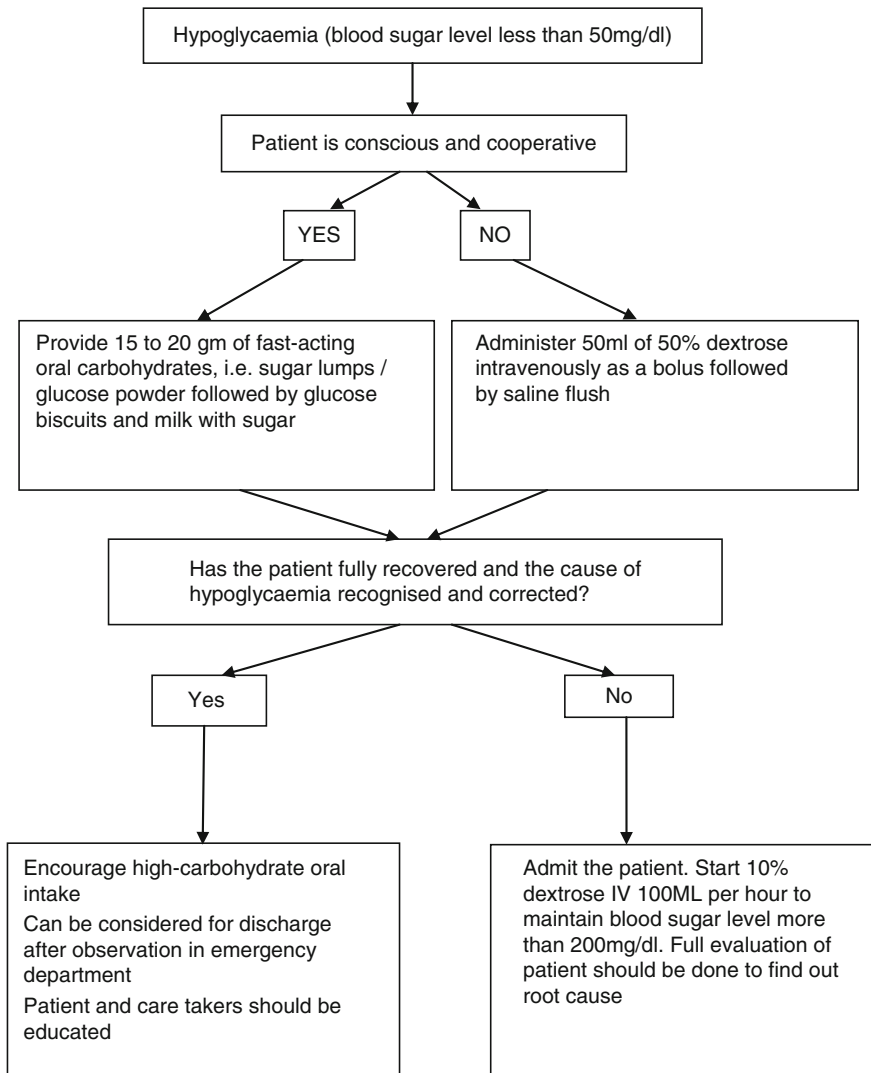 Hypoglycaemia (blood sugar level less than 50mg/dl)
Patient is conscious and cooperative
YES
NO
Provide 15 to 20 gm of fast-acting
oral carbohydrates, i.e. sugar lumps /
glucose powder followed by glucose
biscuits and milk with sugar
Administer 50ml of 50% dextrose
intravenously as a bolus followed
by saline flush
Has the patient fully recovered and the cause of
hypoglycaemia recognised and corrected?
Yes
No
Encourage high-carbohydrate oral
intake
Can be considered for discharge
after observation in emergency
department
Patient and care takers should be
educated
Admit the patient. Start 10%
dextrose IV 100ML per hour to
maintain blood sugar level more
than 200mg/dl. Full evaluation of
patient should be done to find out
root cause